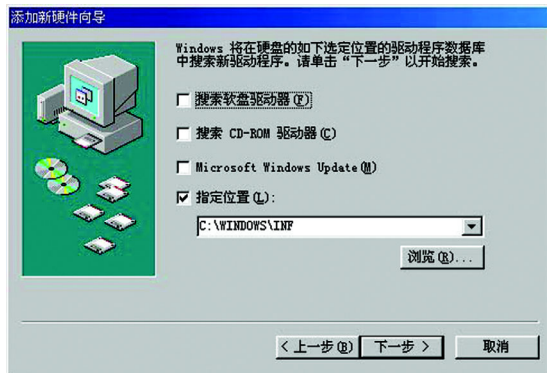 添加新硬件向导
Windows 将在硬盘的如下选定位置的驱动程序数据库
中搜索新驱动程序。请单击“下一步”以开始搜索。
搜索软盘驱动器(F)
搜索 CD-ROM 驱动器(C)
Microsoft Windows Update(M)
指定位置(L):
C:\WINDOWS\INF
浏览(R)...
< 上一步(B)
下一步 >
取消